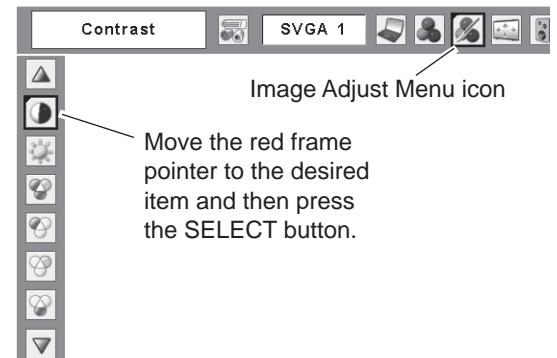 Contrast
SVGA 1
Image Adjust Menu icon
Move the red frame
pointer to the desired
item and then press
the SELECT button.